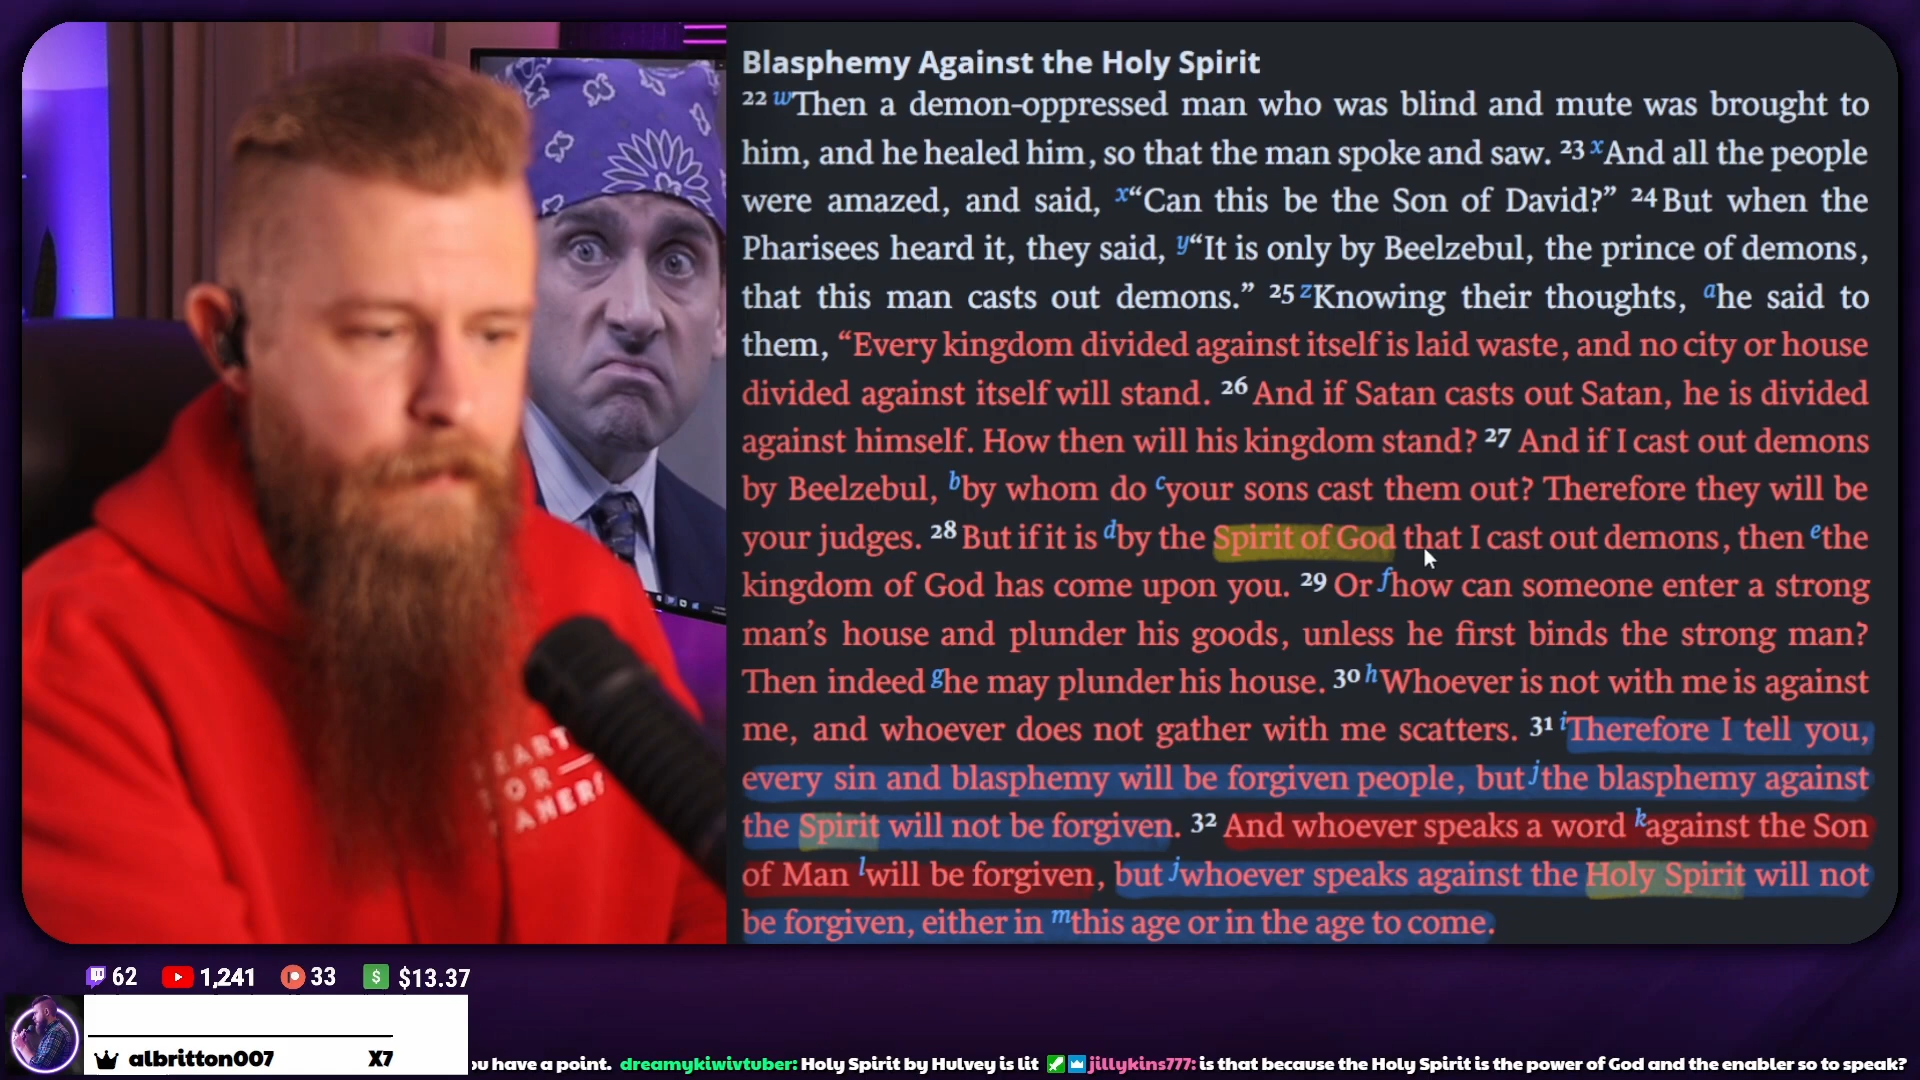 Blasphemy Against the Holy Spirit
22 wThen a demon-oppressed man who was blind and mute was brought to
him, and he healed him, so that the man spoke and saw. 23 xAnd all the people
were amazed, and said, x“Can this be the Son of David?” 24 But when the
Pharisees heard it, they said, y“It is only by Beelzebul, the prince of demons,
that this man casts out demons.” 25 zKnowing their thoughts, ahe said to
them, “Every kingdom divided against itself is laid waste, and no city or house
divided against itself will stand. 26 And if Satan casts out Satan, he is divided
against himself. How then will his kingdom stand? 27 And if I cast out demons
by Beelzebul, bby whom do cyour sons cast them out? Therefore they will be
your judges. 28 But if it is dby the Spirit of God that I cast out demons, then ethe
kingdom of God has come upon you. 29 Or fhow can someone enter a strong
man’s house and plunder his goods, unless he first binds the strong man?
Then indeed ghe may plunder his house. 30 hWhoever is not with me is against
me, and whoever does not gather with me scatters. 31 iTherefore I tell you,
every sin and blasphemy will be forgiven people, but jthe blasphemy against
the Spirit will not be forgiven. 32 And whoever speaks a word kagainst the Son
of Man lwill be forgiven, but jwhoever speaks against the Holy Spirit will not
be forgiven, either in mthis age or in the age to come.
FOR
62 1,241 33 $ $13.37
albritton007 X7
have a point. dreamykiwivtuber: Holy Spirit by Hulvey is lit jillykins777: is that because the Holy Spirit is the power of God and the enabler so to speak?